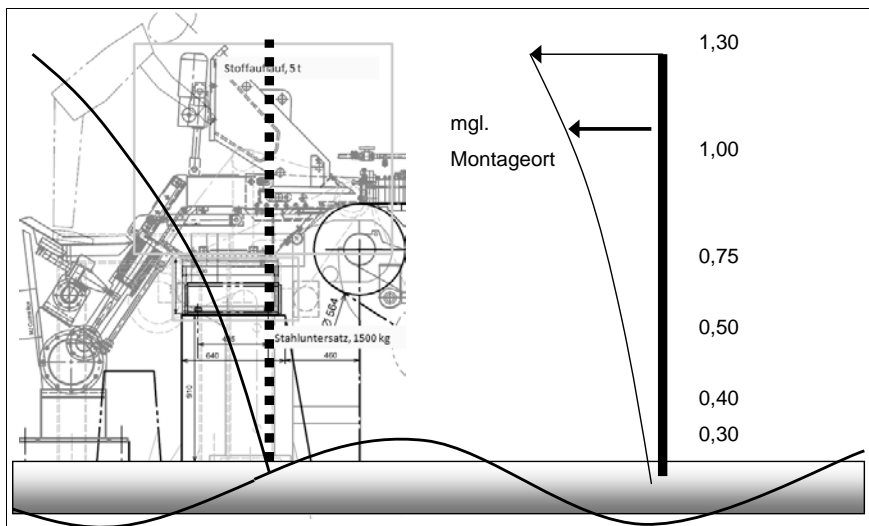 Stoffauflauf, 5 t
Stahluntersatz, 1500 kg
640
460
910
Ø 564
mgl.
Montageort
1,30
1,00
0,75
0,50
0,40
0,30